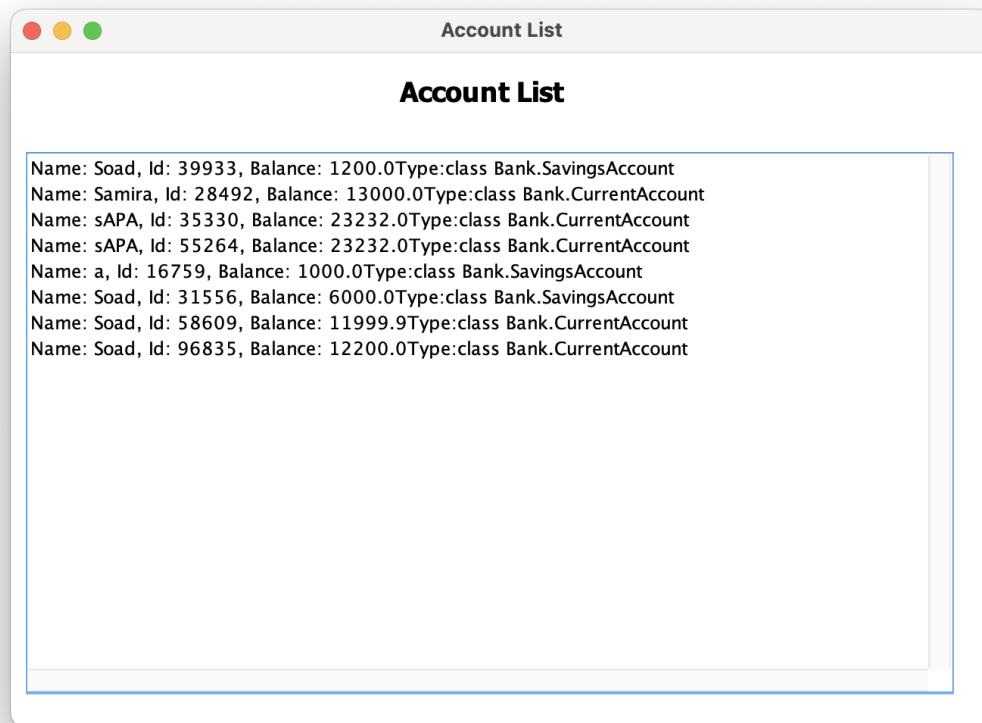 Account List
Account List
Name: Soad, Id: 39933, Balance: 1200.0Type:class Bank.SavingsAccount
Name: Samira, Id: 28492, Balance: 13000.0Type:class Bank.CurrentAccount
Name: sAPA, Id: 35330, Balance: 23232.0Type:class Bank.CurrentAccount
Name: sAPA, Id: 55264, Balance: 23232.0Type:class Bank.CurrentAccount
Name: a, Id: 16759, Balance: 1000.0Type:class Bank.SavingsAccount
Name: Soad, Id: 31556, Balance: 6000.0Type:class Bank.SavingsAccount
Name: Soad, Id: 58609, Balance: 11999.9Type:class Bank.CurrentAccount
Name: Soad, Id: 96835, Balance: 12200.0Type:class Bank.CurrentAccount